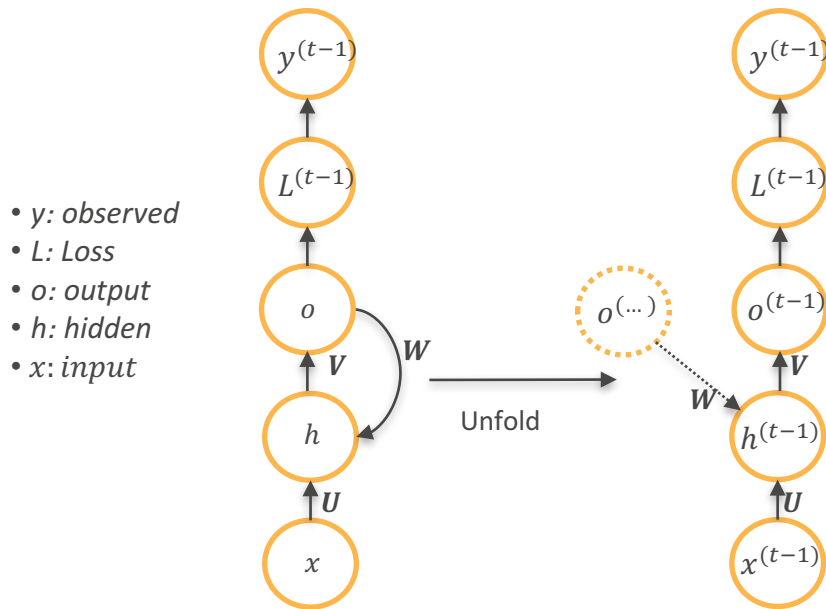 • y: observed
• L: Loss
• o: output
• h: hidden
• x: input
y^{(t−1)}
L^{(t−1)}
o
V
W
h
U
x
Unfold
o^{(...)}
W
y^{(t−1)}
L^{(t−1)}
o^{(t−1)}
V
h^{(t−1)}
U
x^{(t−1)}